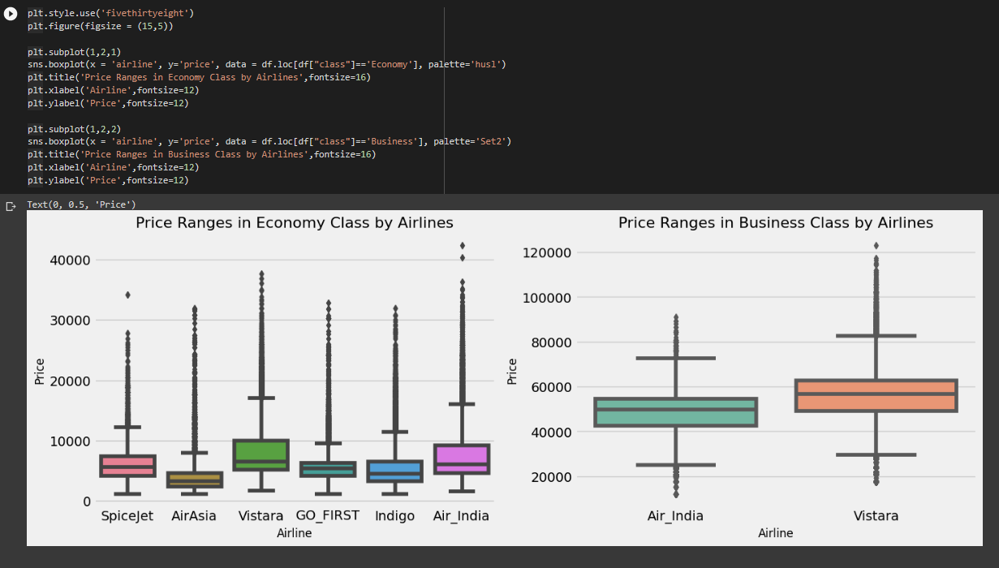 plt.style.use('fivethirtyeight')
plt.figure(figsize = (15,5))
plt.subplot(1,2,1)
sns.boxplot(x = 'airline', y='price', data = df.loc[df["class"]=='Economy'], palette='husl')
plt.title('Price Ranges in Economy Class by Airlines',fontsize=16)
plt.xlabel('Airline',fontsize=12)
plt.ylabel('Price',fontsize=12)
plt.subplot(1,2,2)
sns.boxplot(x = 'airline', y='price', data = df.loc[df["class"]=='Business'], palette='Set2')
plt.title('Price Ranges in Business Class by Airlines',fontsize=16)
plt.xlabel('Airline',fontsize=12)
plt.ylabel('Price',fontsize=12)
Text(0, 0.5, 'Price')
Price Ranges in Economy Class by Airlines
40000
30000
20000
10000
0
Price
SpiceJet AirAsia Vistara GO_FIRST Indigo Air_India
Airline
Price Ranges in Business Class by Airlines
120000
100000
80000
60000
40000
20000
Price
Air_India Vistara
Airline